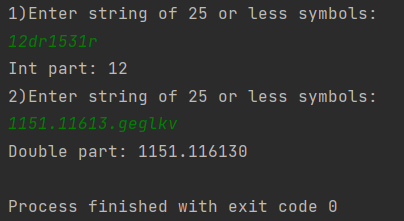 1)Enter string of 25 or less symbols:
12dr1531r
Int part: 12
2)Enter string of 25 or less symbols:
1151.11613.geglkv
Double part: 1151.116130
Process finished with exit code 0